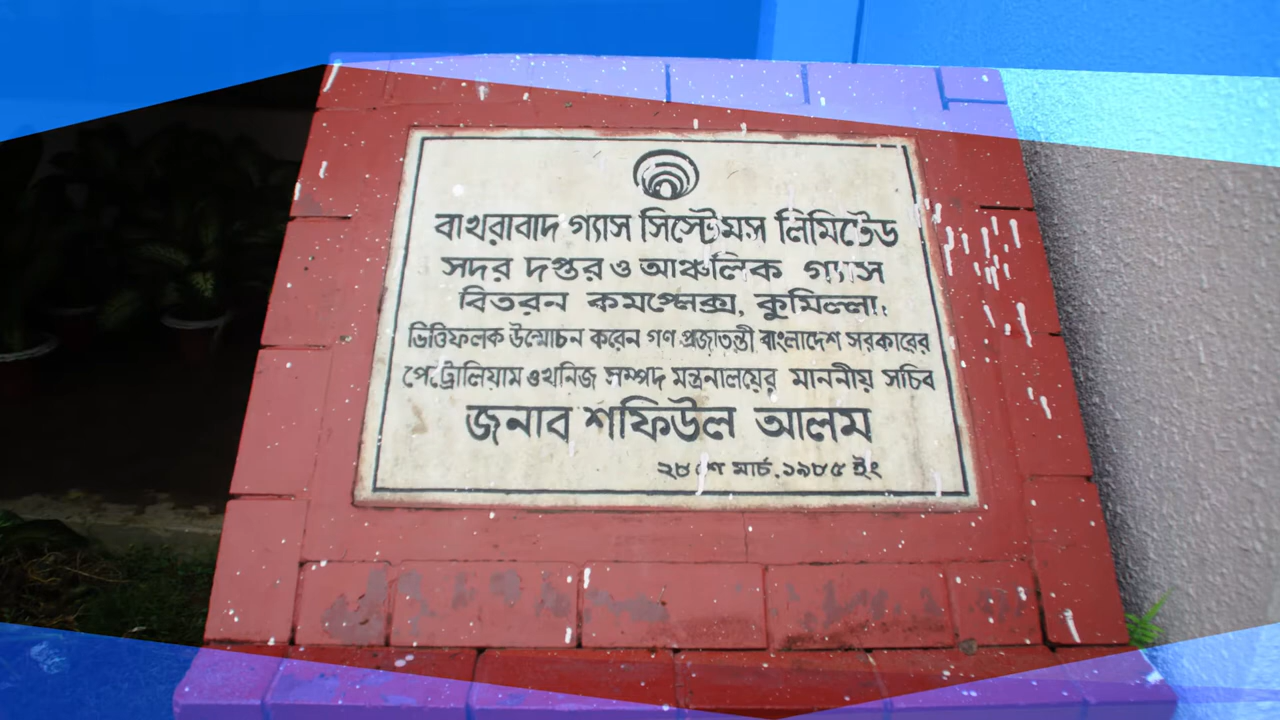 বাখরাবাদ গ্যাস সিস্টেমস লিমিটেড
সদর দপ্তর ও আঞ্চলিক গ্যাস
বিতরন কমপ্লেক্স, কুমিল্লা।
ভিত্তিফলক উন্মোচন করেন গণ প্রজাতন্ত্রী বাংলাদেশ সরকারের
পেট্রোলিয়াম ও খনিজ সম্পদ মন্ত্রনালয়ের মাননীয় সচিব
জনাব শফিউল আলম
২৮ শে মার্চ, ১৯৮৫ ইং